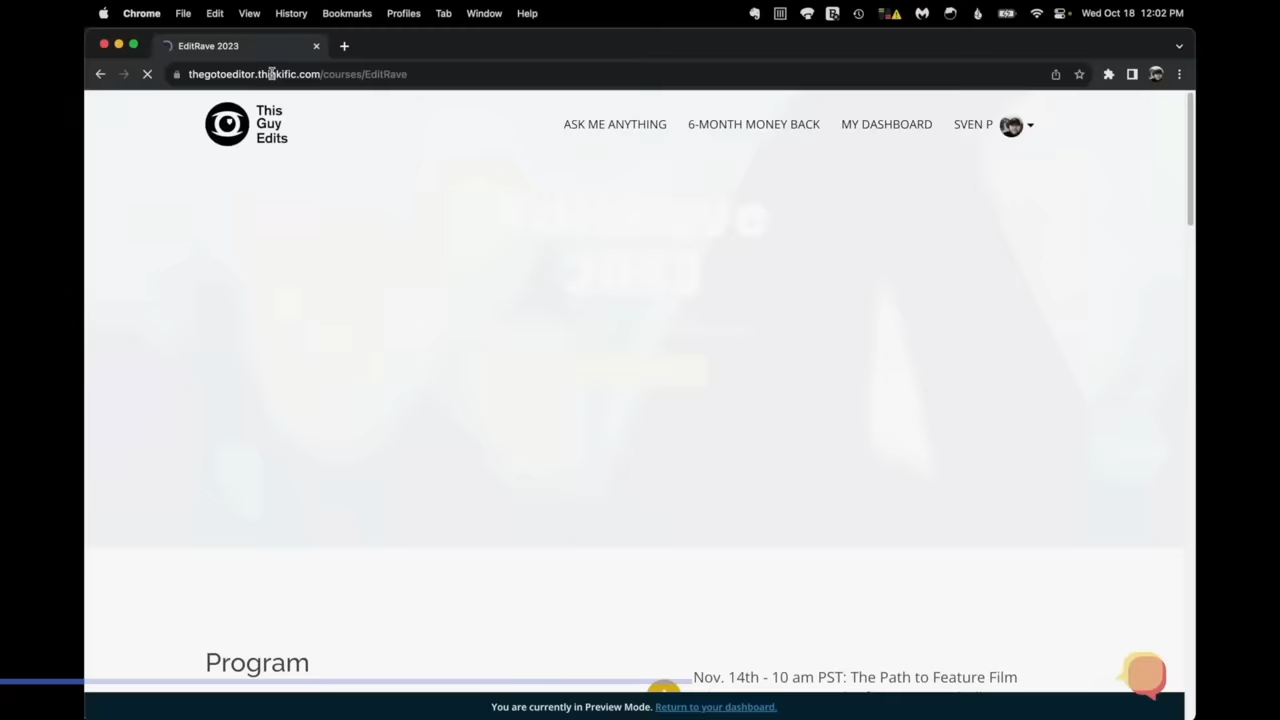 Chrome File Edit View History Bookmarks Profiles Tab Window Help Wed Oct 18 12:02 PM
EditRave 2023
thegotoeditor.thinkific.com/courses/EditRave
This
Guy
Edits
ASK ME ANYTHING 6-MONTH MONEY BACK MY DASHBOARD SVEN P
2023
Program
Nov. 14th - 10 am PST: The Path to Feature Film
You are currently in Preview Mode. Return to your dashboard.